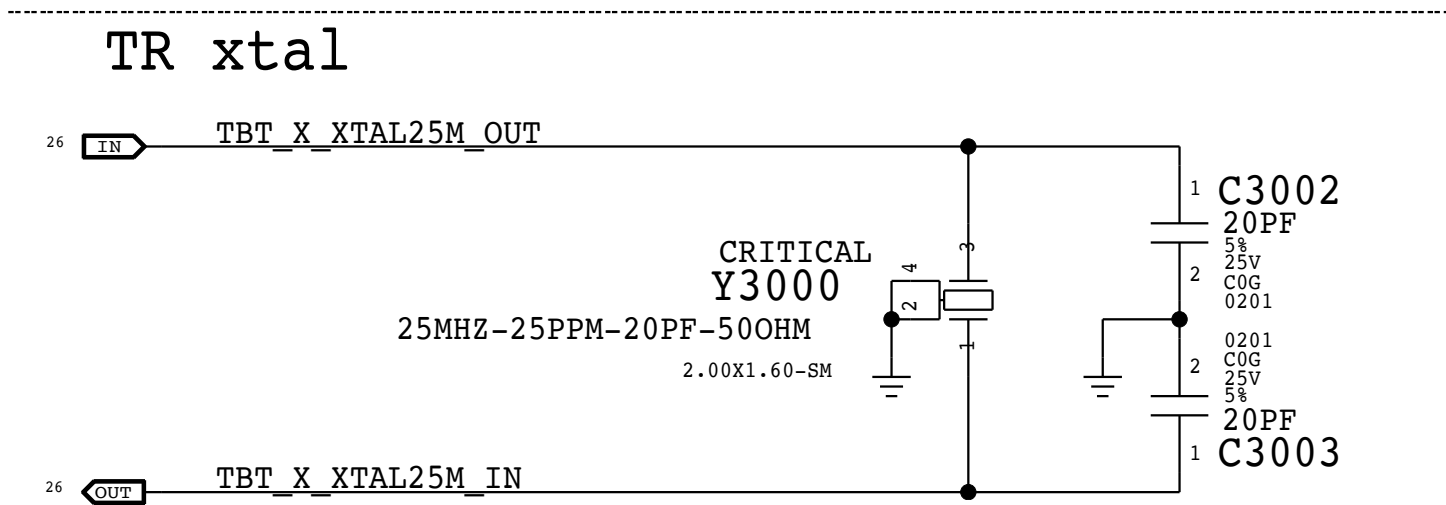 TR xtal
26 IN TBT_X_XTAL25M_OUT
1 C3002
20PF
5%
25V
2 C0G
0201
3
CRITICAL
4
Y3000
2
25MHZ-25PPM-20PF-50OHM
1
2.00X1.60-SM
0201
2 C0G
25V
5%
20PF
1 C3003
26 OUT TBT_X_XTAL25M_IN